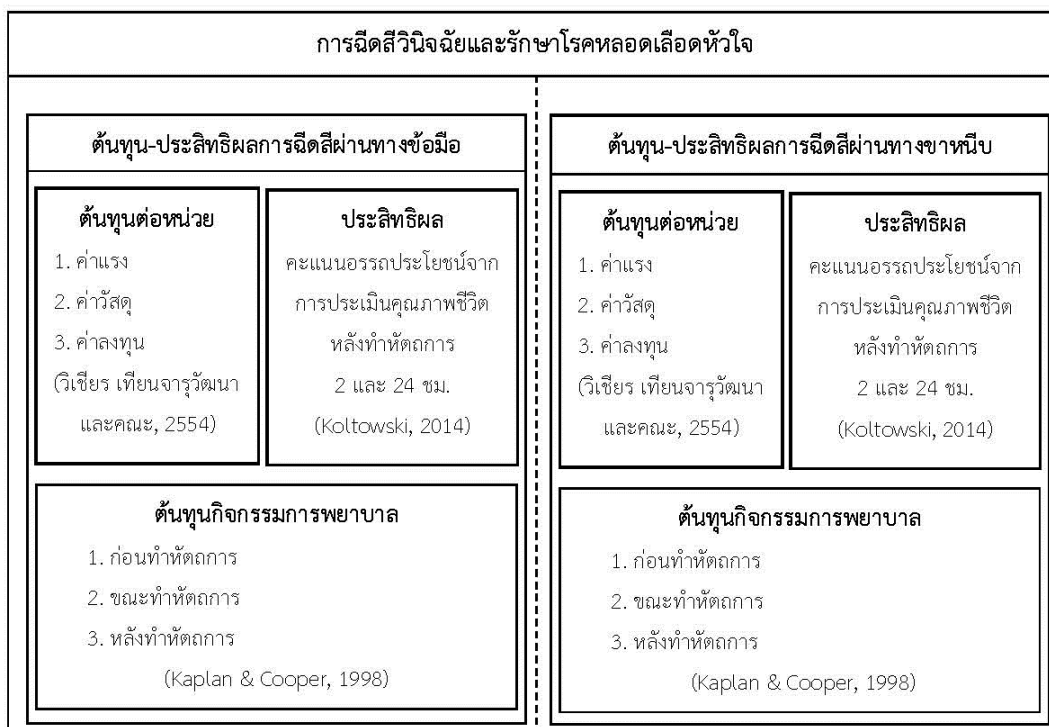 การฉีดสีวินิจฉัยและรักษาโรคหลอดเลือดหัวใจ
ต้นทุน-ประสิทธิผลการฉีดสีผ่านทางข้อมือ
ต้นทุนต่อหน่วย
1. ค่าแรง
2. ค่าวัสดุ
3. ค่าลงทุน
(วิเชียร เทียนจารุวัฒนา
และคณะ, 2554)
ประสิทธิผล
คะแนนอรรถประโยชน์จาก
การประเมินคุณภาพชีวิต
หลังทำหัตถการ
2 และ 24 ชม.
(Koltowski, 2014)
ต้นทุนกิจกรรมการพยาบาล
1. ก่อนทำหัตถการ
2. ขณะทำหัตถการ
3. หลังทำหัตถการ
(Kaplan & Cooper, 1998)
ต้นทุน-ประสิทธิผลการฉีดสีผ่านทางขาหนีบ
ต้นทุนต่อหน่วย
1. ค่าแรง
2. ค่าวัสดุ
3. ค่าลงทุน
(วิเชียร เทียนจารุวัฒนา
และคณะ, 2554)
ประสิทธิผล
คะแนนอรรถประโยชน์จาก
การประเมินคุณภาพชีวิต
หลังทำหัตถการ
2 และ 24 ชม.
(Koltowski, 2014)
ต้นทุนกิจกรรมการพยาบาล
1. ก่อนทำหัตถการ
2. ขณะทำหัตถการ
3. หลังทำหัตถการ
(Kaplan & Cooper, 1998)